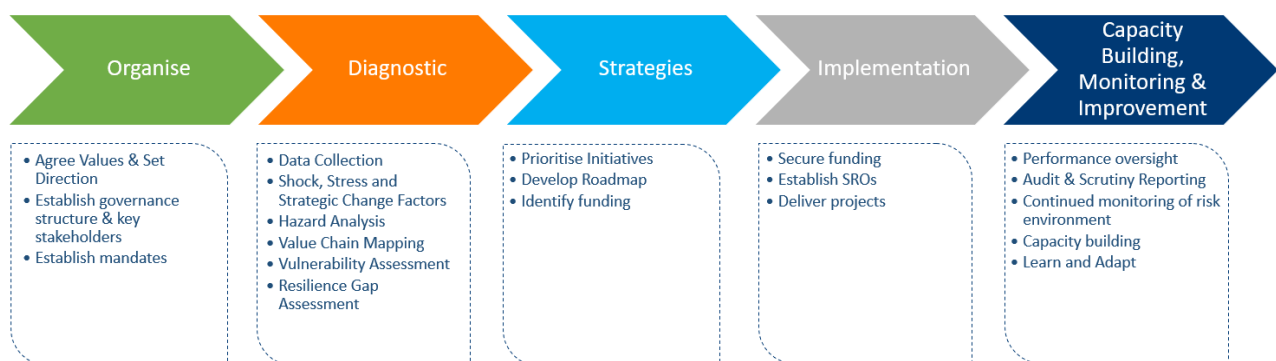 Organise
Diagnostic
Strategies
Implementation
Capacity
Building,
Monitoring &
Improvement
• Agree Values & Set
Direction
• Establish governance
structure & key
stakeholders
• Establish mandates
• Data Collection
• Shock, Stress and
Strategic Change Factors
• Hazard Analysis
• Value Chain Mapping
• Vulnerability Assessment
• Resilience Gap
Assessment
• Prioritise Initiatives
• Develop Roadmap
• Identify funding
• Secure funding
• Establish SROs
• Deliver projects
• Performance oversight
• Audit & Scrutiny Reporting
• Continued monitoring of risk
environment
• Capacity building
• Learn and Adapt